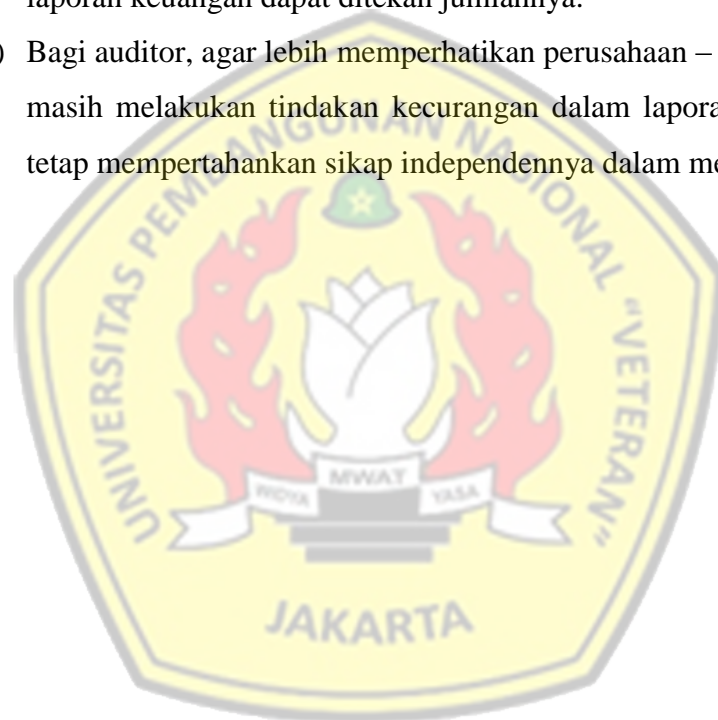 laporan keuangan dapat ditekan jumlahnya.
) Bagi auditor, agar lebih memperhatikan perusahaan –
masih melakukan tindakan kecurangan dalam lapora
tetap mempertahankan sikap independennya dalam me
UNIVERSITAS PEMBANGUNAN NASIONAL "VETERAN"
WIDYA MWAT YASA
JAKARTA